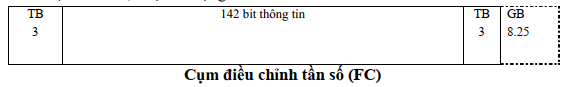 TB 142 bit thông tin TB GB
3 3 8.25
Cụm điều chỉnh tần số (FC)